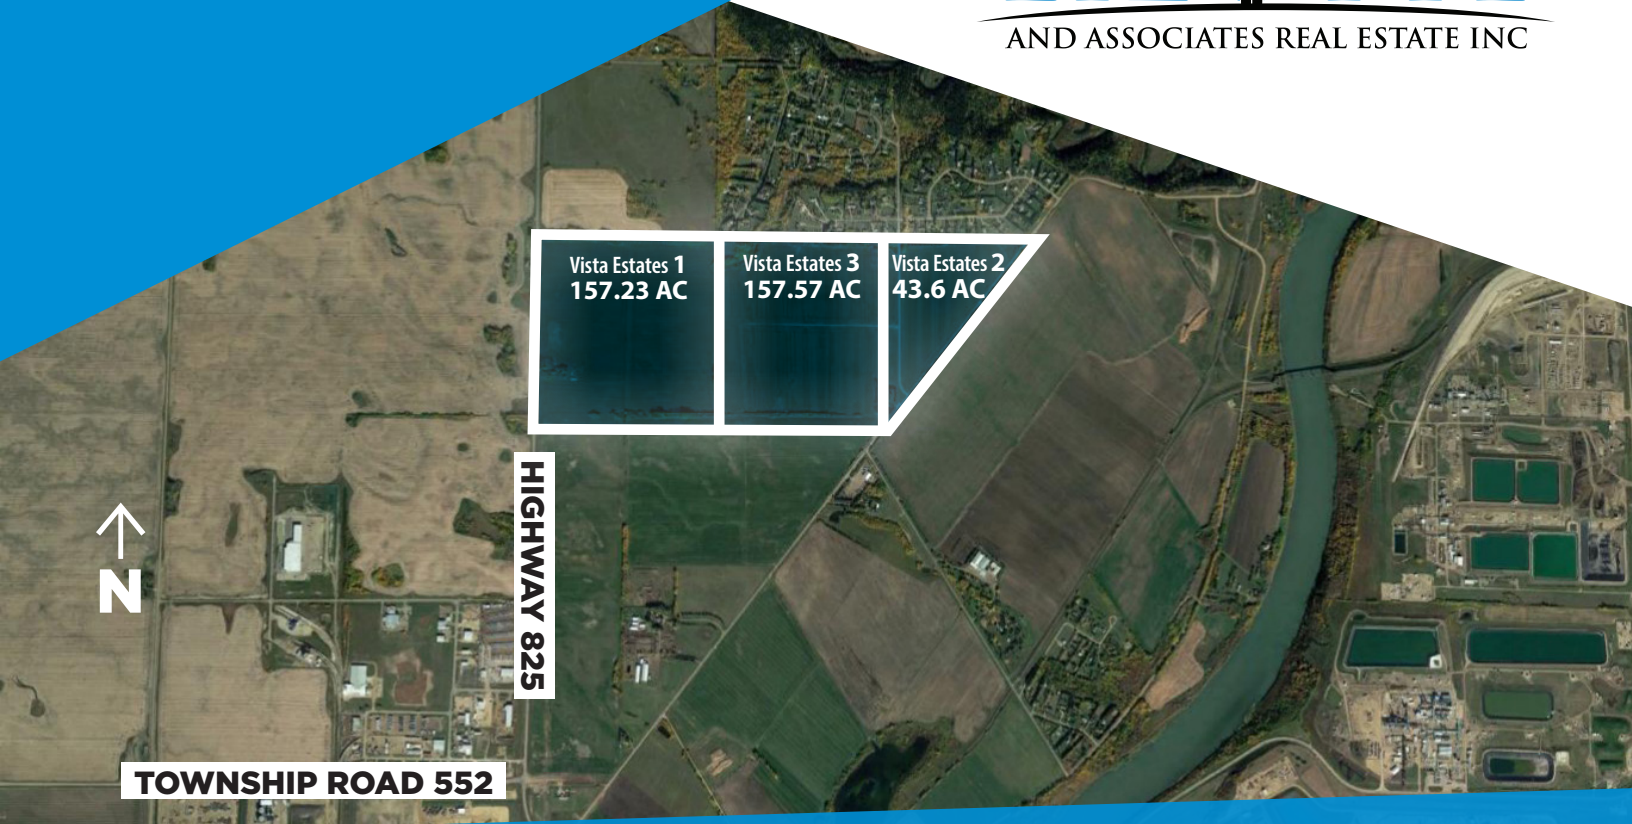 AND ASSOCIATES REAL ESTATE INC
Vista Estates 1
157.23 AC
Vista Estates 3
157.57 AC
Vista Estates 2
43.6 AC
HIGHWAY 825
N
TOWNSHIP ROAD 552